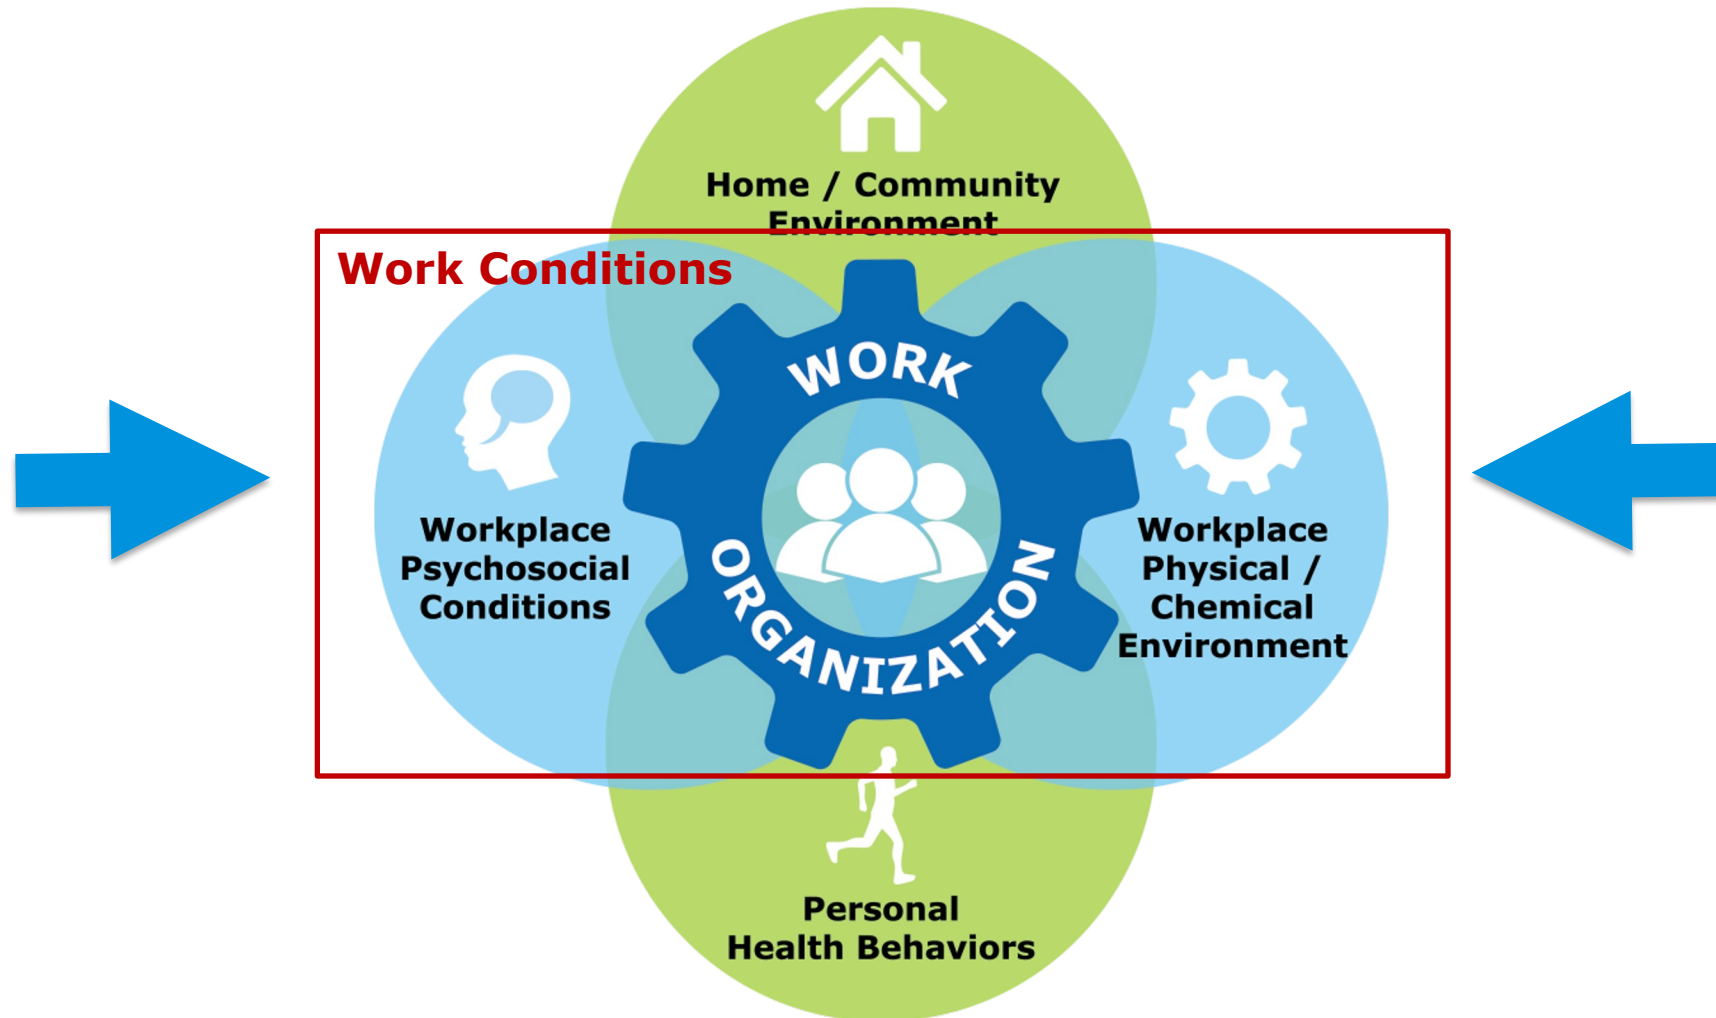 Home / Community
Environment
Work Conditions
WORK
ORGANIZATION
Workplace
Psychosocial
Conditions
Workplace
Physical /
Chemical
Environment
Personal
Health Behaviors